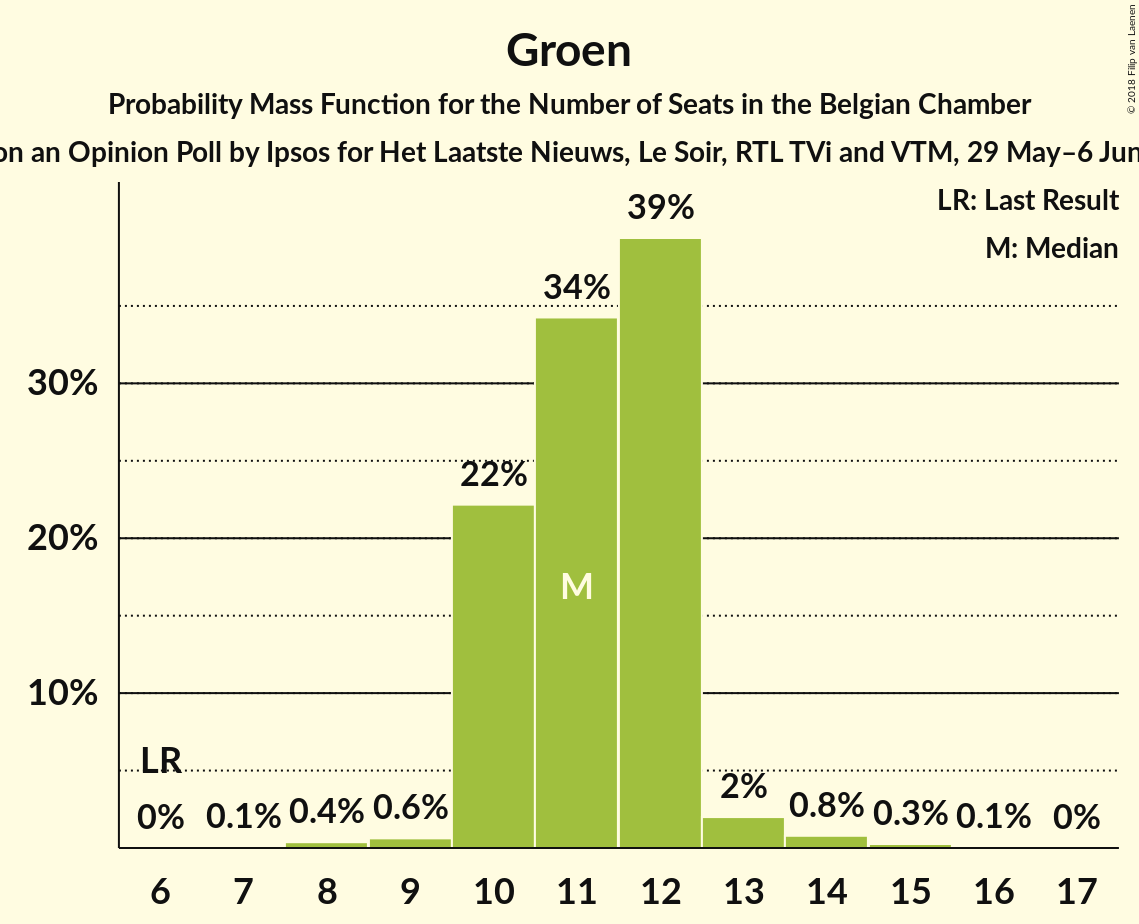 Groen
Probability Mass Function for the Number of Seats in the Belgian Chamber
on an Opinion Poll by Ipsos for Het Laatste Nieuws, Le Soir, RTL TVi and VTM, 29 May–6 Jun
© 2018 Filip van Laenen
LR: Last Result
M: Median
39%
34%
30%
22%
20%
M
10%
LR
0% 0.1% 0.4% 0.6% 2% 0.8% 0.3% 0.1% 0%
6 7 8 9 10 11 12 13 14 15 16 17